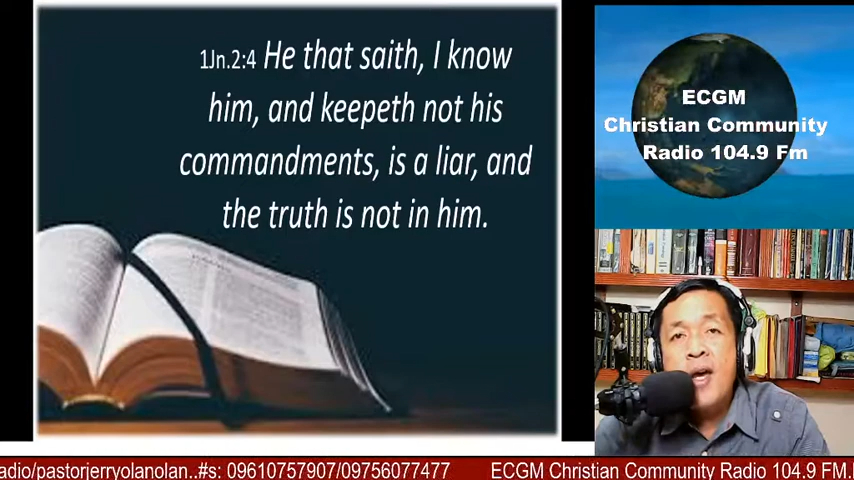 1Jn.2:4 He that saith, I know
him, and keepeth not his
commandments, is a liar, and
the truth is not in him.
ECGM
Christian Community
Radio 104.9 Fm
adio/pastorjerryolanolan..#s: 09610757907/09756077477 ECGM Christian Community Radio 104.9 FM.